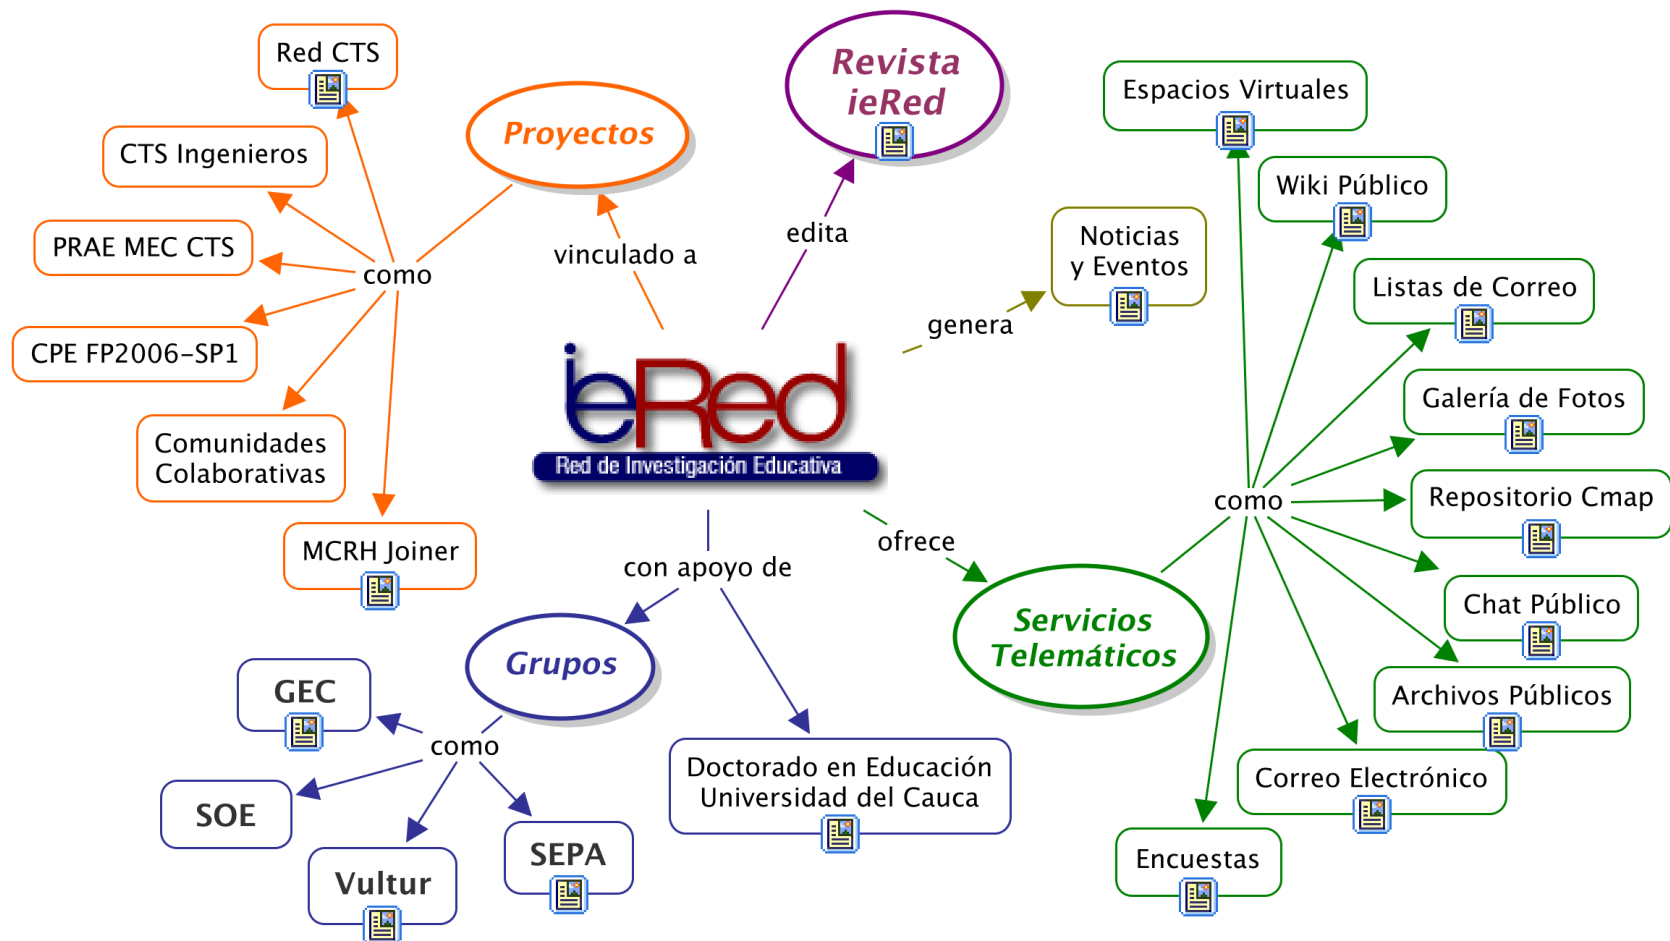 Red CTS
CTS Ingenieros
PRAE MEC CTS
CPE FP2006-SP1
Comunidades
Colaborativas
MCRH Joiner
como
Proyectos
vinculado a
Revista
ieRed
edita
Noticias
y Eventos
genera
ieRed
Red de Investigación Educativa
con apoyo de
Grupos
como
GEC
SOE
Vultur
SEPA
Doctorado en Educación
Universidad del Cauca
ofrece
Servicios
Telemáticos
como
Espacios Virtuales
Wiki Público
Listas de Correo
Galería de Fotos
Repositorio Cmap
Chat Público
Archivos Públicos
Correo Electrónico
Encuestas